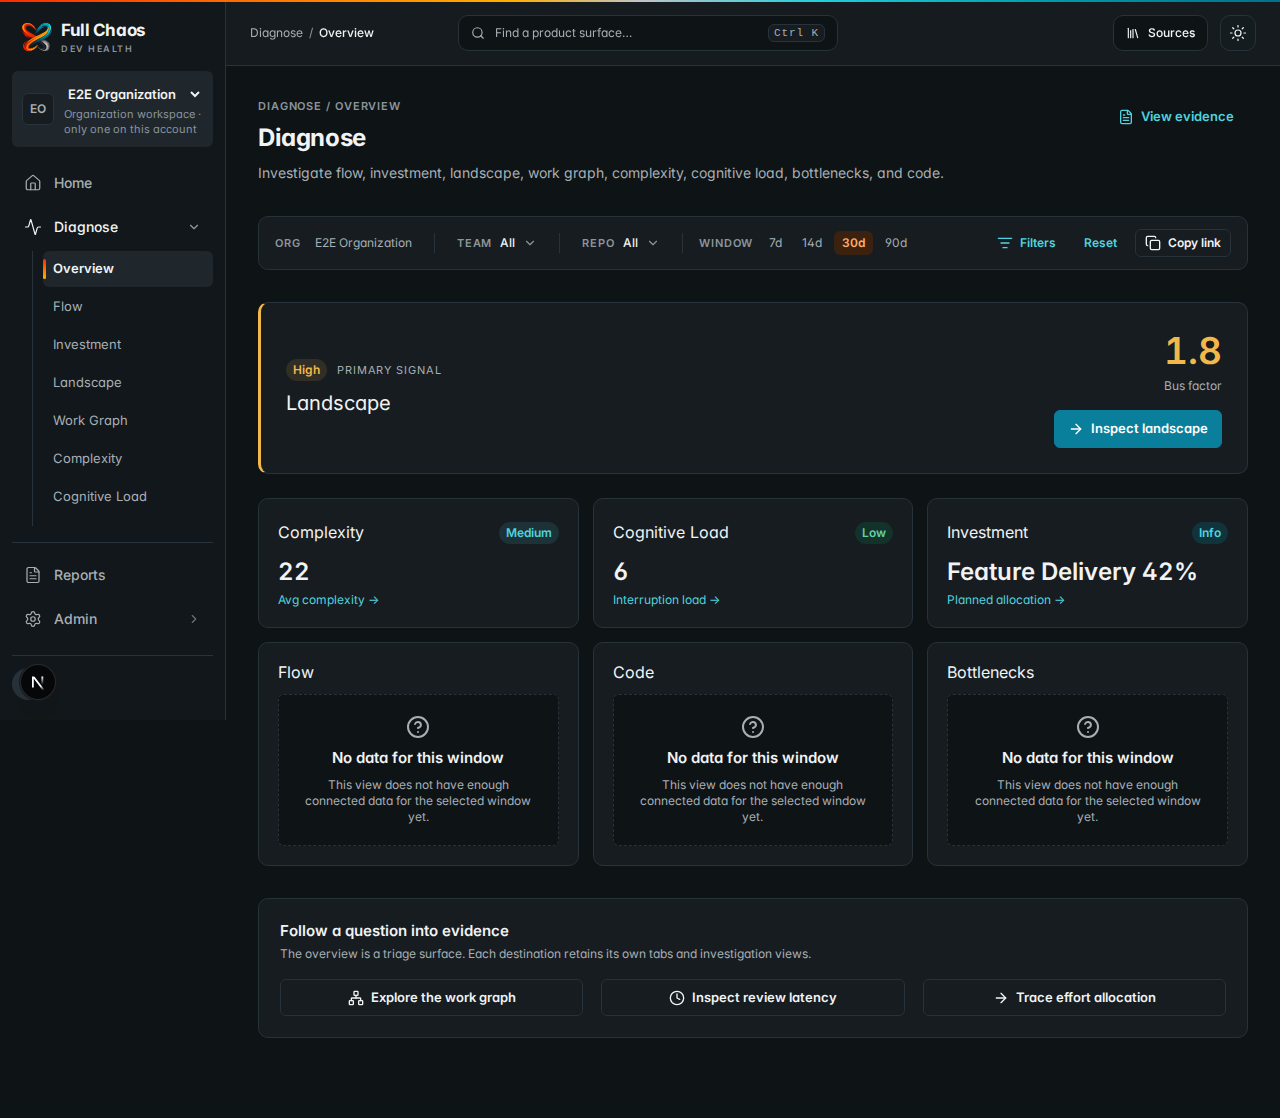 Full Chaos
DEV HEALTH
EO
E2E Organization
Organization workspace ·
only one on this account
Home
Diagnose
Overview
Flow
Investment
Landscape
Work Graph
Complexity
Cognitive Load
Reports
Admin
N
Diagnose / Overview
Find a product surface...
Ctrl K
Sources
DIAGNOSE / OVERVIEW
Diagnose
Investigate flow, investment, landscape, work graph, complexity, cognitive load, bottlenecks, and code.
View evidence
ORG E2E Organization TEAM All REPO All WINDOW 7d 14d 30d 90d Filters Reset Copy link
High PRIMARY SIGNAL
Landscape
1.8
Bus factor
Inspect landscape
Complexity Medium
22
Avg complexity →
Cognitive Load Low
6
Interruption load →
Investment Info
Feature Delivery 42%
Planned allocation →
Flow
No data for this window
This view does not have enough
connected data for the selected window
yet.
Code
No data for this window
This view does not have enough
connected data for the selected window
yet.
Bottlenecks
No data for this window
This view does not have enough
connected data for the selected window
yet.
Follow a question into evidence
The overview is a triage surface. Each destination retains its own tabs and investigation views.
Explore the work graph
Inspect review latency
Trace effort allocation